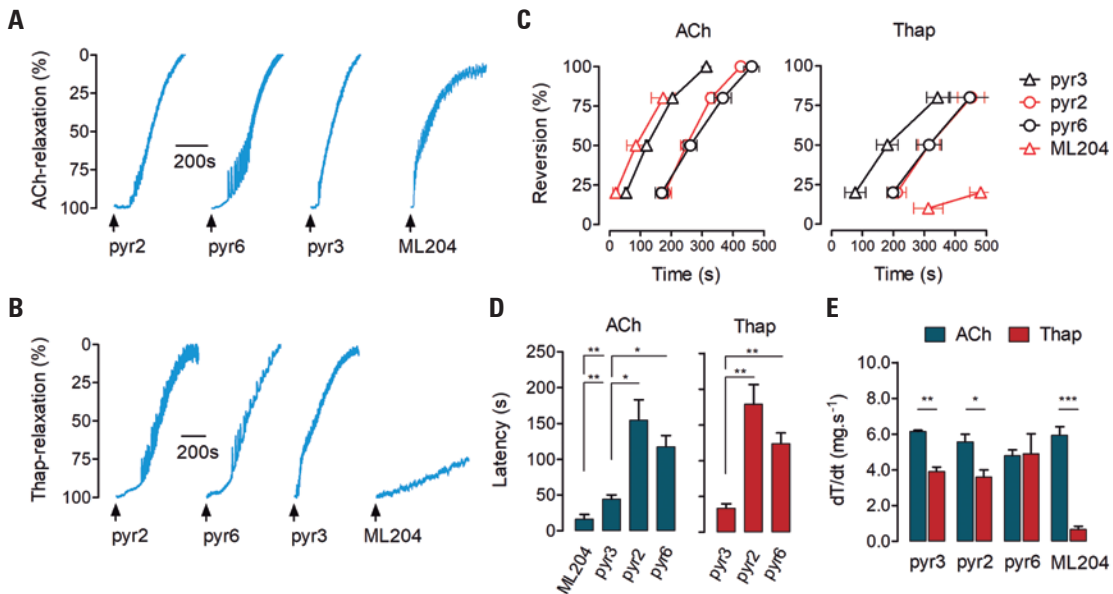 A
ACh-relaxation (%)
0
25
50
75
100
200s
pyr2
pyr6
pyr3
ML204
B
Thap-relaxation (%)
0
25
50
75
100
200s
pyr2
pyr6
pyr3
ML204
C
ACh
Thap
Reversion (%)
100
75
50
25
0
0 100 200 300 400 500
Time (s)
100
75
50
25
0
0 100 200 300 400 500
Time (s)
pyr3
pyr2
pyr6
ML204
D
ACh
Thap
Latency (s)
250
200
150
100
50
0
** *
** *
**
**
ML204
pyr3
pyr2
pyr6
pyr3
pyr2
pyr6
E
ACh
Thap
dT/dt (mg.s-1)
10.0
8.0
6.0
4.0
2.0
0.0
** * ***
pyr3 pyr2 pyr6 ML204